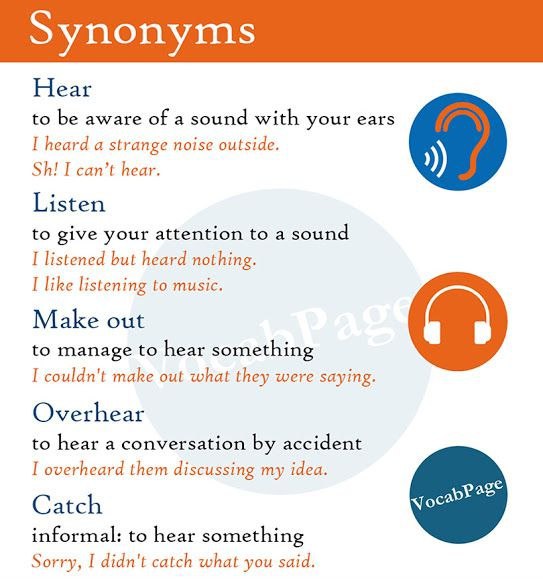 Synonyms
Hear
to be aware of a sound with your ears
I heard a strange noise outside.
Sh! I can't hear.
Listen
to give your attention to a sound
I listened but heard nothing.
I like listening to music.
Make out
to manage to hear something
I couldn't make out what they were saying.
Overhear
to hear a conversation by accident
I overheard them discussing my idea.
Catch
informal: to hear something
Sorry, I didn't catch what you said.
VocabPage
VocabPage